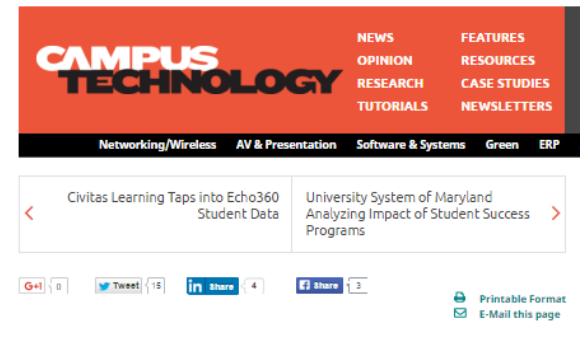 CAMPUS
TECHNOLOGY
NEWS
OPINION
RESEARCH
TUTORIALS
FEATURES
RESOURCES
CASE STUDIES
NEWSLETTERS
Networking/Wireless AV & Presentation Software & Systems Green ERP
Civitas Learning Taps into Echo360
Student Data
University System of Maryland
Analyzing Impact of Student Success
Programs
G+1 0 Tweet 15 in Share 4 f Share 3
Printable Format
E-Mail this page